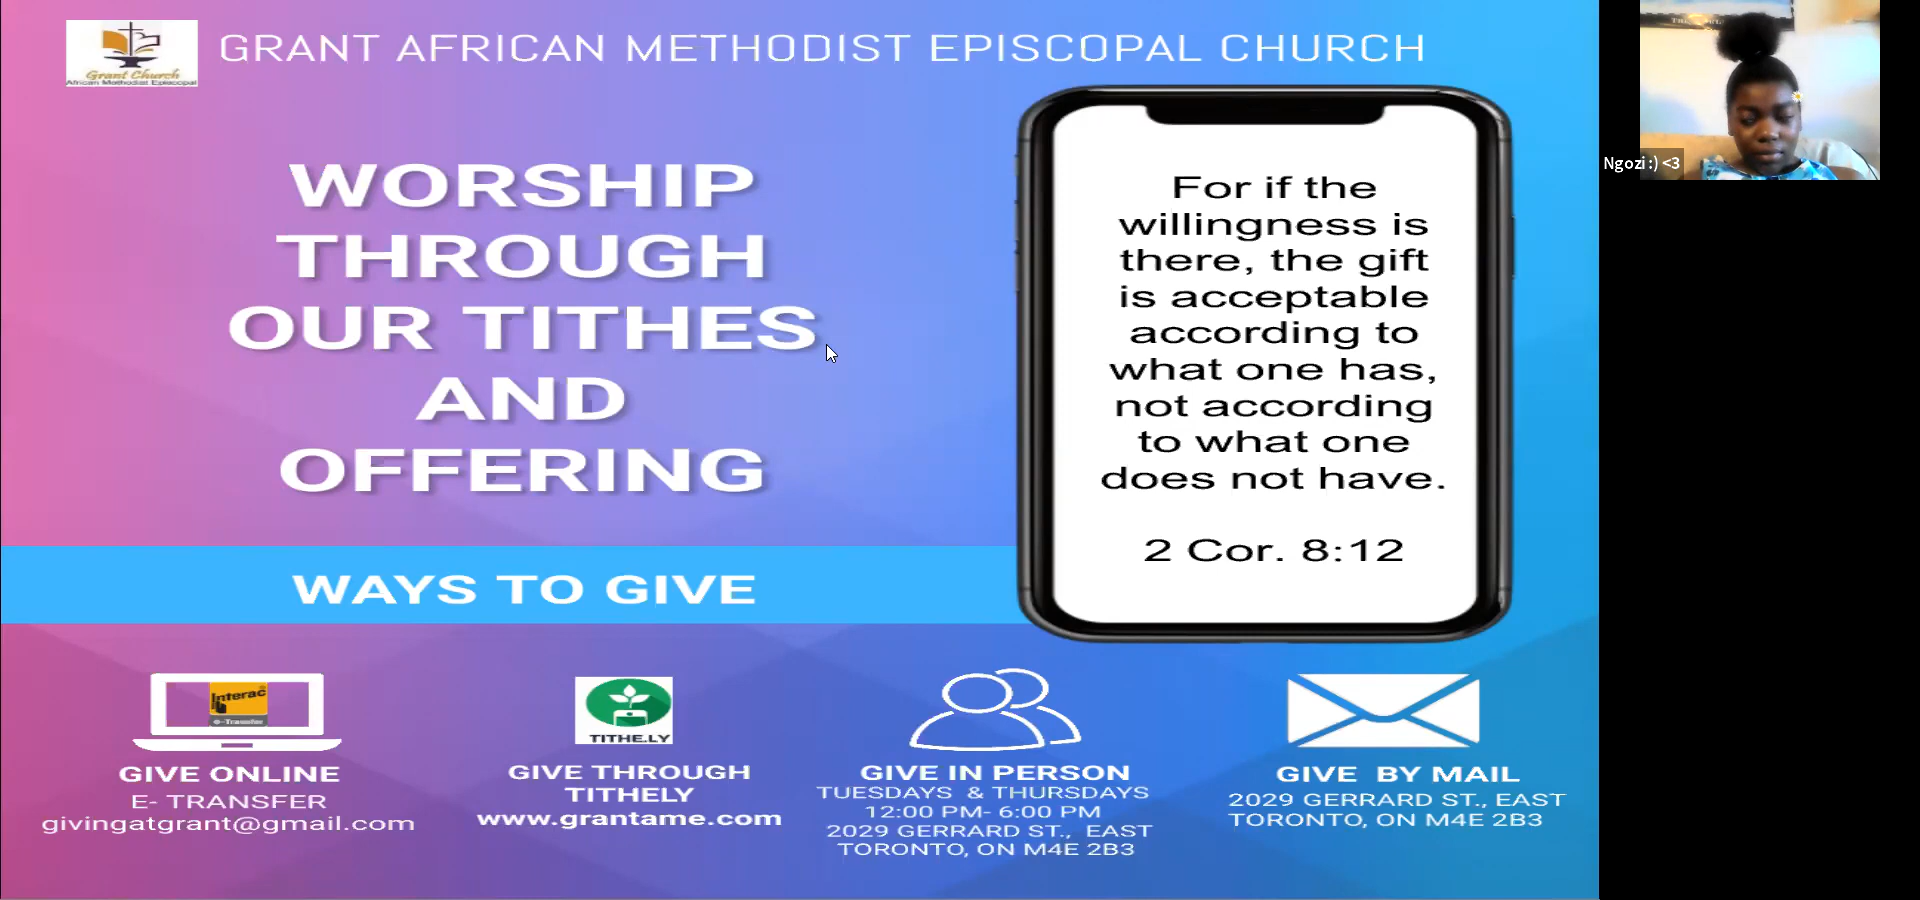 Grant Church
African Methodist Episcopal
GRANT AFRICAN METHODIST EPISCOPAL CHURCH
WORSHIP
THROUGH
OUR TITHES
AND
OFFERING
For if the
willingness is
there, the gift
is acceptable
according to
what one has,
not according
to what one
does not have.
2 Cor. 8:12
Ngozi :) <3
WAYS TO GIVE
Interac
e-Transfer
GIVE ONLINE
E- TRANSFER
givingatgrant@gmail.com
TITHE.LY
GIVE THROUGH
TITHELY
www.grantame.com
GIVE IN PERSON
TUESDAYS & THURSDAYS
12:00 PM- 6:00 PM
2029 GERRARD ST., EAST
TORONTO, ON M4E 2B3
GIVE BY MAIL
2029 GERRARD ST., EAST
TORONTO, ON M4E 2B3